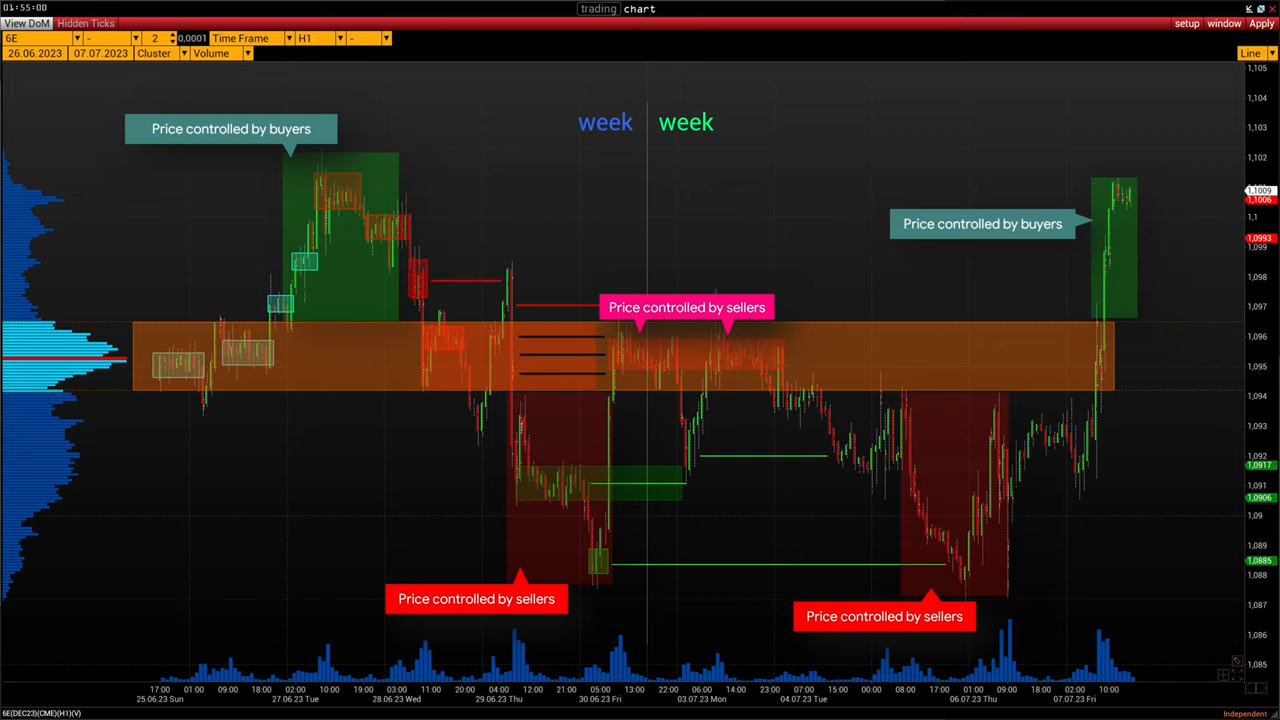 01:55:00
trading chart
View DoM Hidden Ticks setup window Apply
6E - 2 0,0001 Time Frame H1 -
26.06.2023 07.07.2023 Cluster Volume Line
1,105
1,104
week week
1,103
Price controlled by buyers
1,102
1,1009
1,1006
1,1
Price controlled by buyers
1,0993
1,099
1,098
1,097
Price controlled by sellers
1,096
1,095
1,094
1,093
1,092
1,0917
1,091
1,0906
1,09
1,089
1,0885
1,088
1,087
Price controlled by sellers
Price controlled by sellers
1,086
1,085
17:00 01:00 09:00 18:00 02:00 10:00 19:00 03:00 11:00 20:00 04:00 12:00 21:00 05:00 13:00 22:00 06:00 14:00 23:00 07:00 15:00 00:00 08:00 17:00 01:00 09:00 18:00 02:00 10:00
25.06.23 Sun 27.06.23 Tue 28.06.23 Wed 29.06.23 Thu 30.06.23 Fri 03.07.23 Mon 04.07.23 Tue 06.07.23 Thu 07.07.23 Fri
6E(DEC23)(CME)(H1)(V) Independent